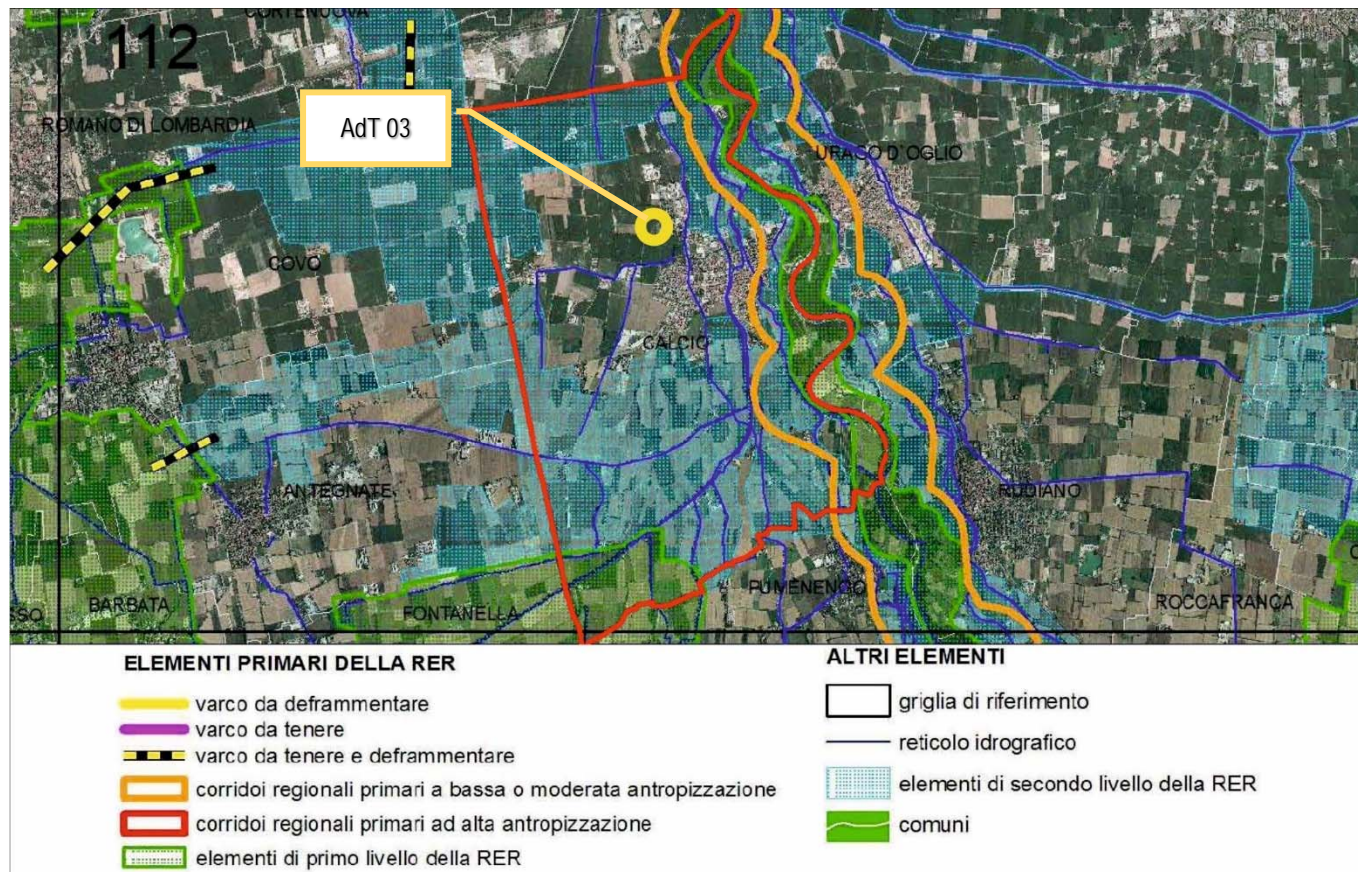 CORTENUOVA
112
AdT 03
ROMANO DI LOMBARDIA
URAGO D'OGLIO
COVO
CALCIO
ANTEGNATE
RUDIANO
BARBATA
FONTANELLA
PUMENENGO
ROCCAFRANCA
ELEMENTI PRIMARI DELLA RER
varco da deframmentare
varco da tenere
varco da tenere e deframmentare
corridoi regionali primari a bassa o moderata antropizzazione
corridoi regionali primari ad alta antropizzazione
elementi di primo livello della RER
ALTRI ELEMENTI
griglia di riferimento
reticolo idrografico
elementi di secondo livello della RER
comuni